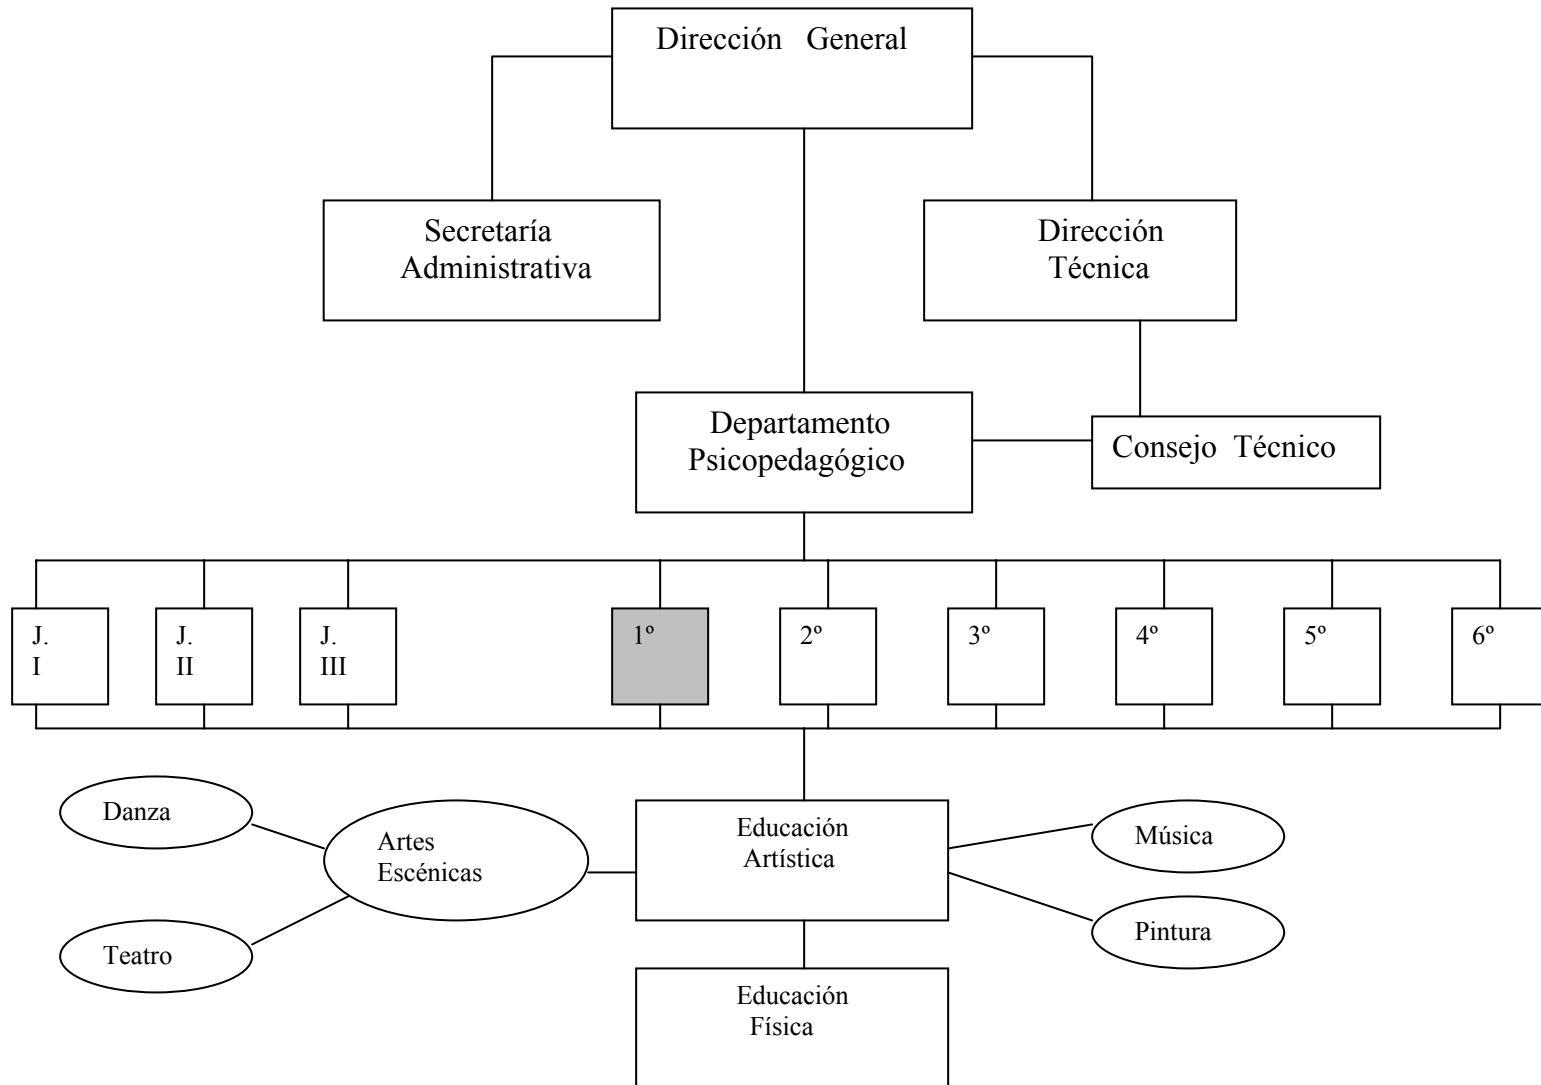 Dirección General
Secretaría
Administrativa
Dirección
Técnica
Departamento
Psicopedagógico
Consejo Técnico
J.
I
J.
II
J.
III
1º
2º
3º
4º
5º
6º
Danza
Artes
Escénicas
Teatro
Educación
Artística
Música
Pintura
Educación
Física